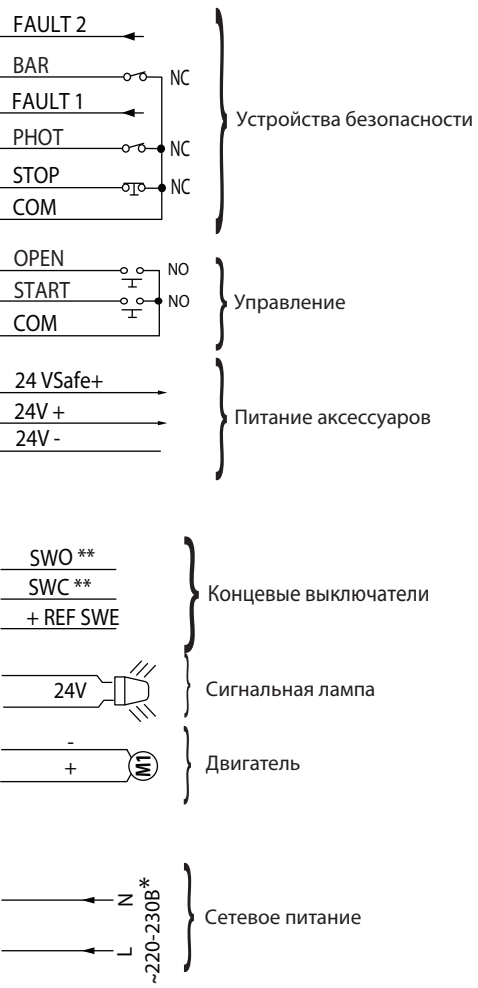 FAULT 2
BAR
NC
FAULT 1
PHOT
NC
STOP
NC
COM
Устройства безопасности
OPEN
NO
START
NO
COM
Управление
24 VSafe+
24V +
24V -
Питание аксессуаров
SWO **
SWC **
+ REF SWE
Концевые выключатели
24V
Сигнальная лампа
-
+
M1
Двигатель
N
L
~220-230В*
Сетевое питание